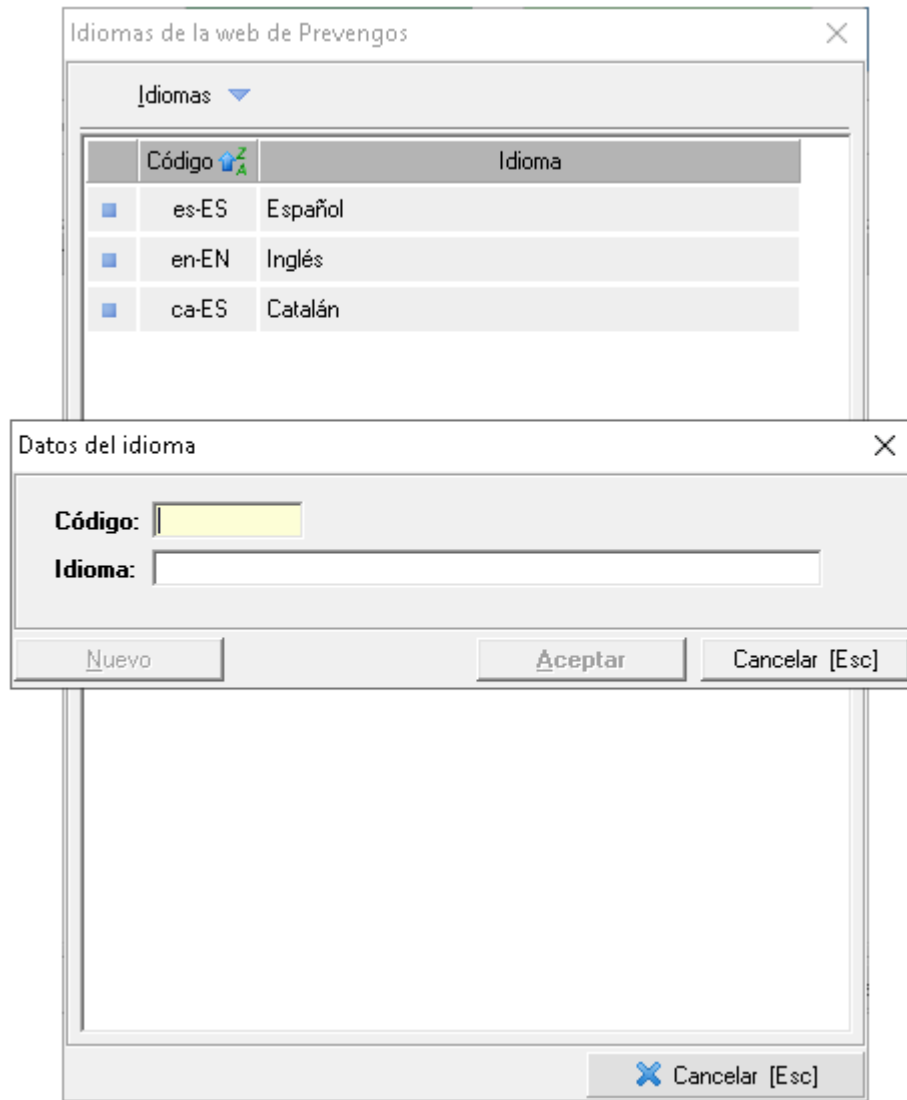 Idiomas de la web de Prevengos
Idiomas
Código Idioma
es-ES Español
en-EN Inglés
ca-ES Catalán
Datos del idioma
Código:
Idioma:
Nuevo Aceptar Cancelar [Esc]
Cancelar [Esc]